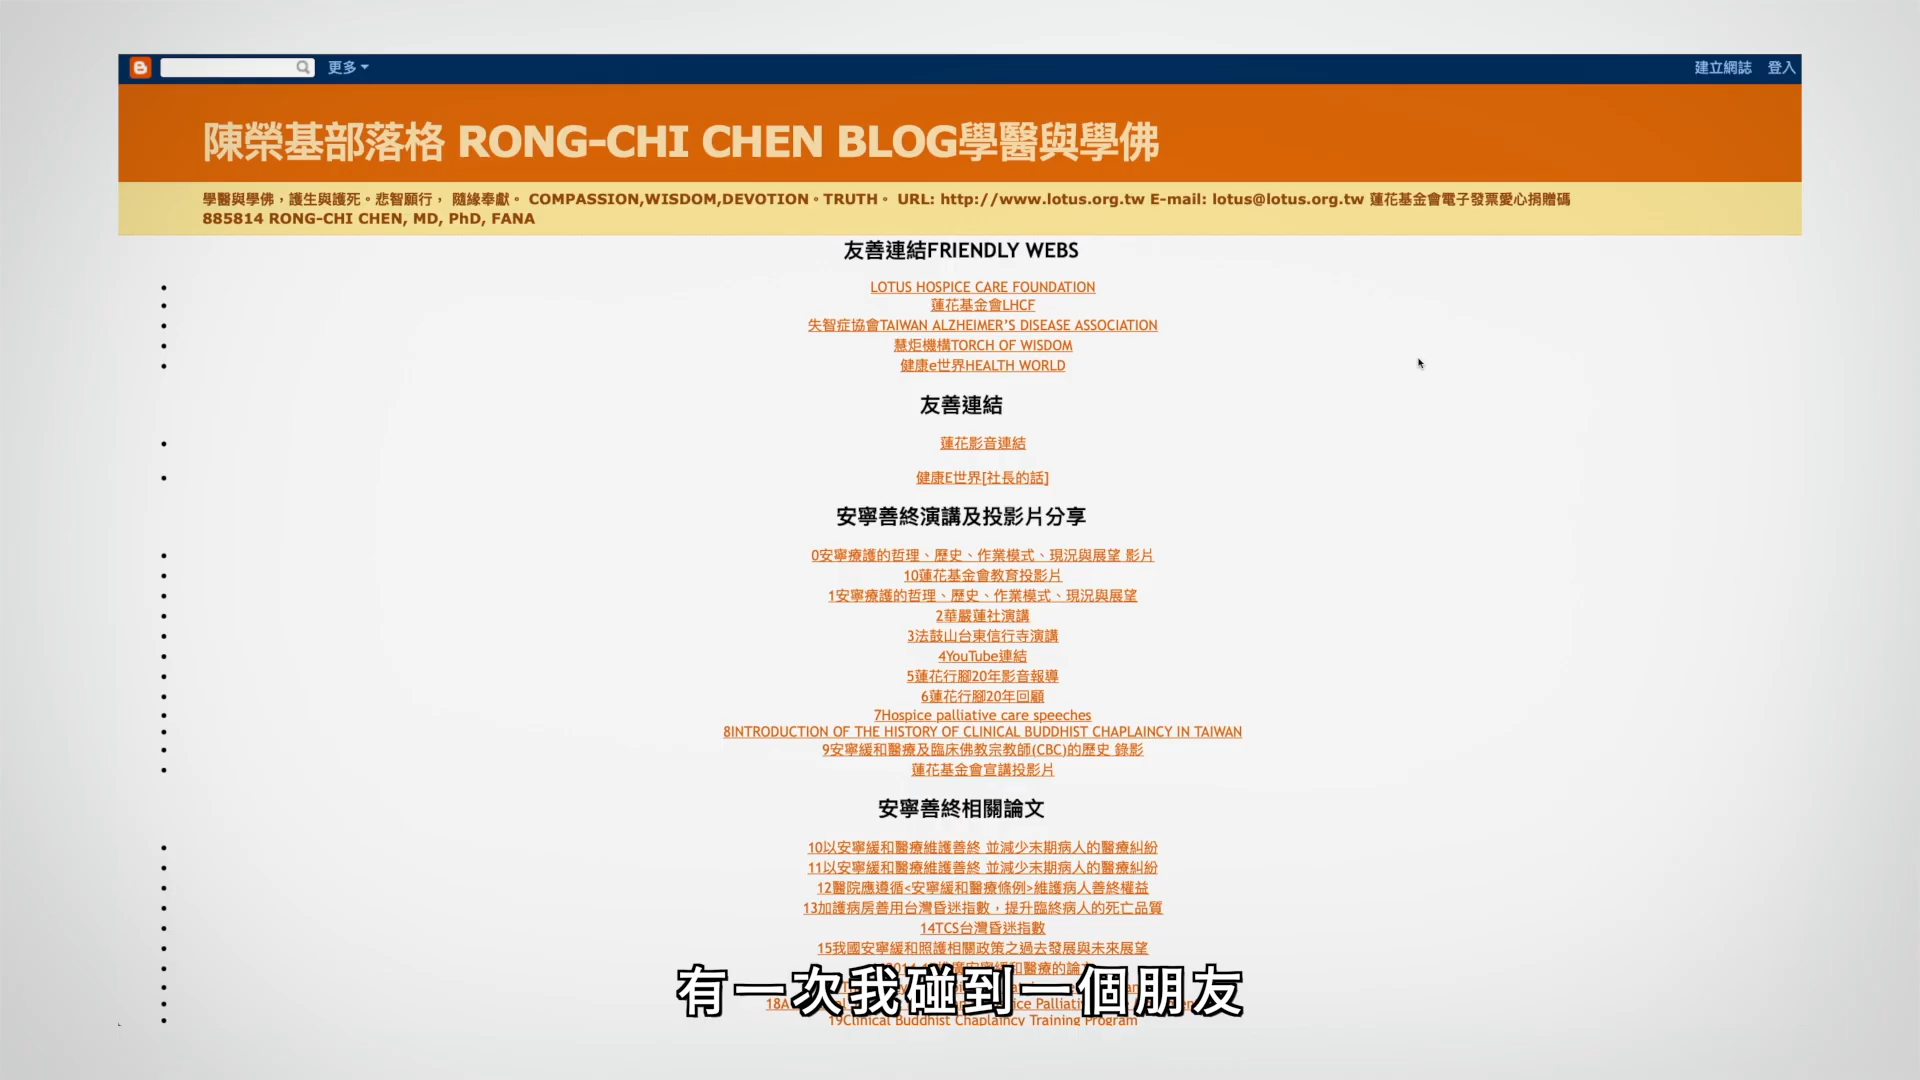 更多
建立網誌 登入
陳榮基部落格 RONG-CHI CHEN BLOG學醫與學佛
學醫與學佛，護生與護死。悲智願行， 隨緣奉獻。 COMPASSION,WISDOM,DEVOTION。TRUTH。 URL: http://www.lotus.org.tw E-mail: lotus@lotus.org.tw 蓮花基金會電子發票愛心捐贈碼
885814 RONG-CHI CHEN, MD, PhD, FANA
友善連結FRIENDLY WEBS
LOTUS HOSPICE CARE FOUNDATION
蓮花基金會LHCF
失智症協會TAIWAN ALZHEIMER’S DISEASE ASSOCIATION
慧炬機構TORCH OF WISDOM
健康e世界HEALTH WORLD
友善連結
蓮花影音連結
健康E世界[社長的話]
安寧善終演講及投影片分享
0安寧療護的哲理、歷史、作業模式、現況與展望 影片
10蓮花基金會教育投影片
1安寧療護的哲理、歷史、作業模式、現況與展望
2華嚴蓮社演講
3法鼓山台東信行寺演講
4YouTube連結
5蓮花行腳20年影音報導
6蓮花行腳20年回顧
7Hospice palliative care speeches
8INTRODUCTION OF THE HISTORY OF CLINICAL BUDDHIST CHAPLAINCY IN TAIWAN
9安寧緩和醫療及臨床佛教宗教師(CBC)的歷史 錄影
蓮花基金會宣講投影片
安寧善終相關論文
10以安寧緩和醫療維護善終 並減少末期病人的醫療糾紛
11以安寧緩和醫療維護善終 並減少末期病人的醫療糾紛
12醫院應遵循<安寧緩和醫療條例>維護病人善終權益
13加護病房善用台灣昏迷指數，提升臨終病人的死亡品質
14TCS台灣昏迷指數
15我國安寧緩和照護相關政策之過去發展與未來展望
有一次我碰到一個朋友
19Clinical Buddhist Chaplaincy Training Program